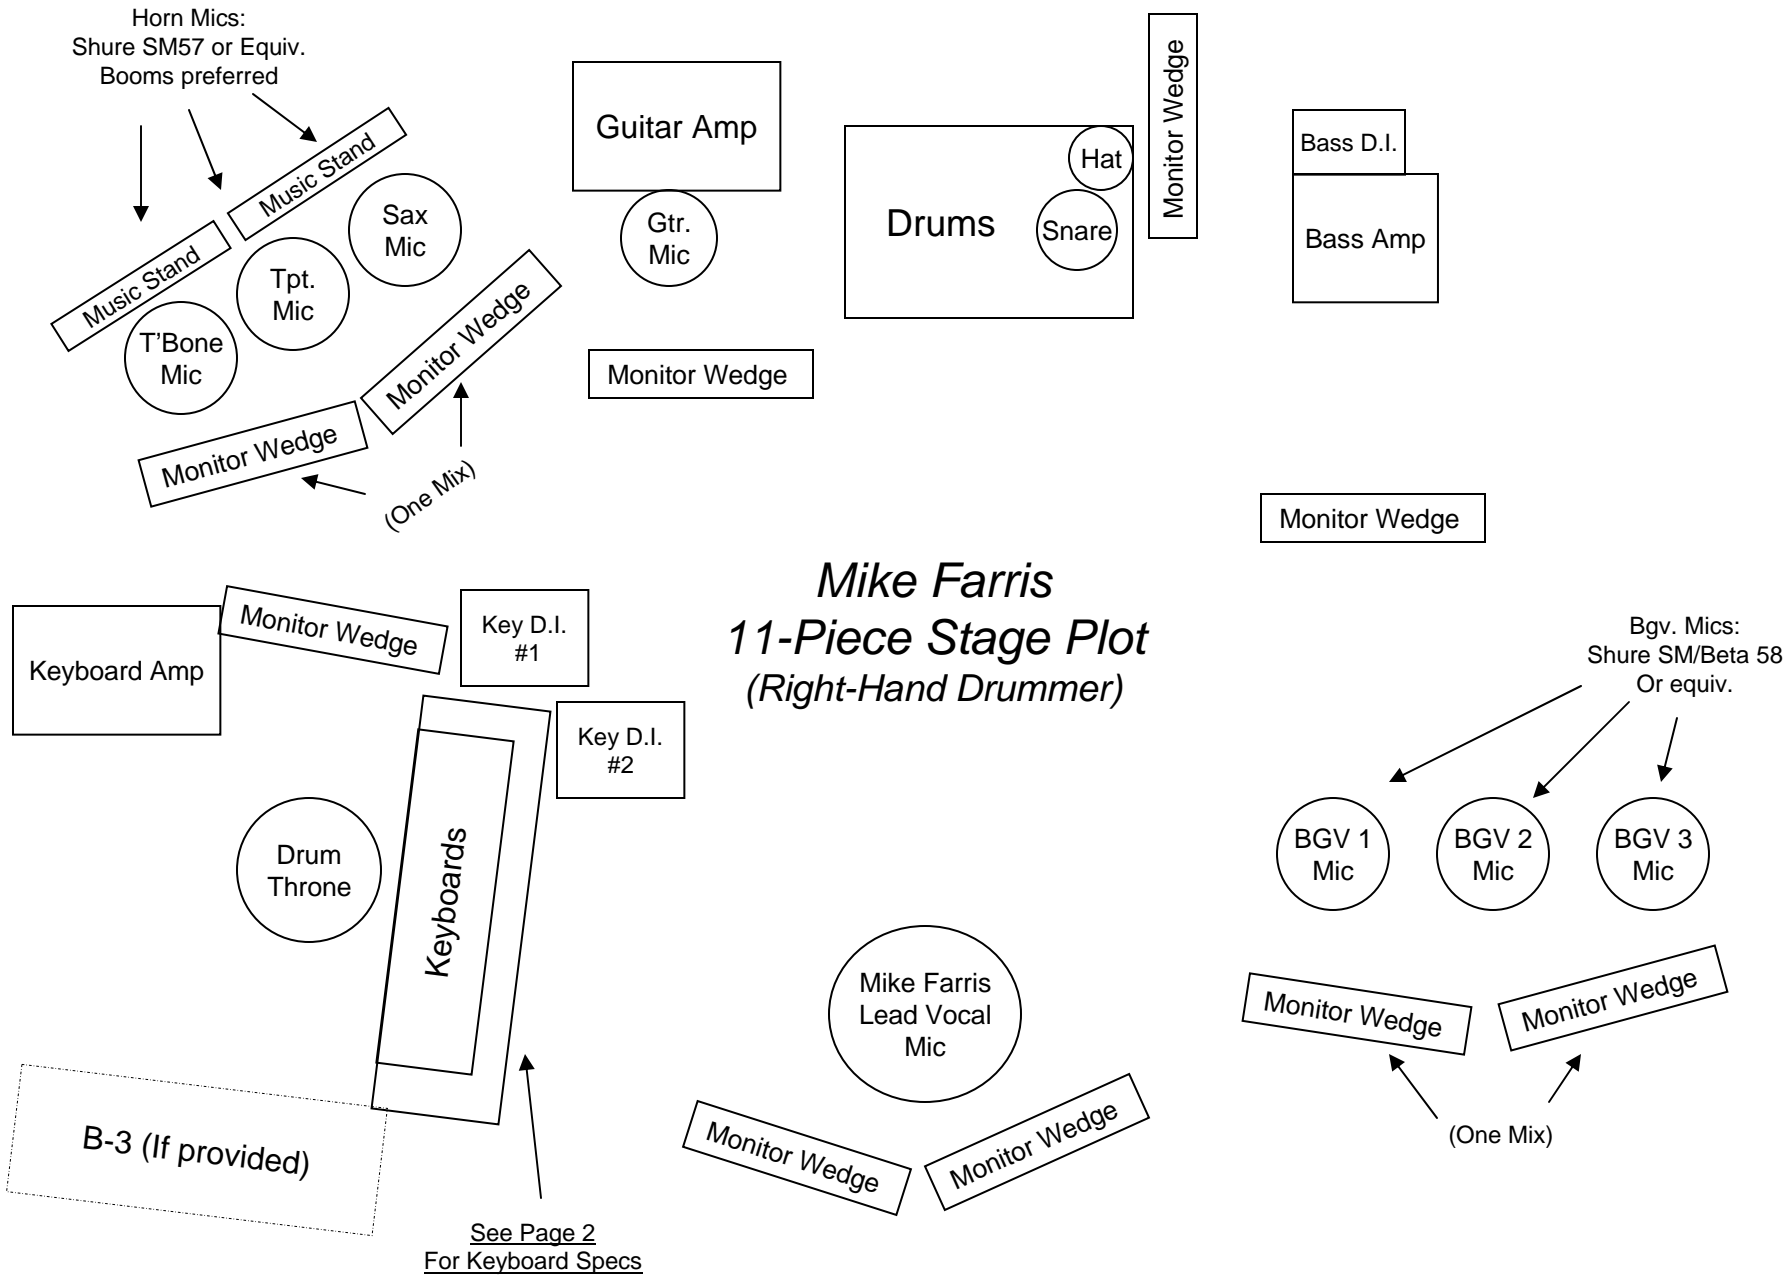 Horn Mics:
Shure SM57 or Equiv.
Booms preferred
Music Stand
Music Stand
Sax
Mic
Tpt.
Mic
T'Bone
Mic
Monitor Wedge
Monitor Wedge
(One Mix)
Guitar Amp
Gtr.
Mic
Monitor Wedge
Drums
Hat
Snare
Monitor Wedge
Bass D.I.
Bass Amp
Monitor Wedge
Mike Farris
11-Piece Stage Plot
(Right-Hand Drummer)
Keyboard Amp
Monitor Wedge
Key D.I.
#1
Key D.I.
#2
Drum
Throne
Keyboards
B-3 (If provided)
See Page 2
For Keyboard Specs
Mike Farris
Lead Vocal
Mic
Monitor Wedge
Monitor Wedge
Bgv. Mics:
Shure SM/Beta 58
Or equiv.
BGV 1
Mic
BGV 2
Mic
BGV 3
Mic
Monitor Wedge
Monitor Wedge
(One Mix)